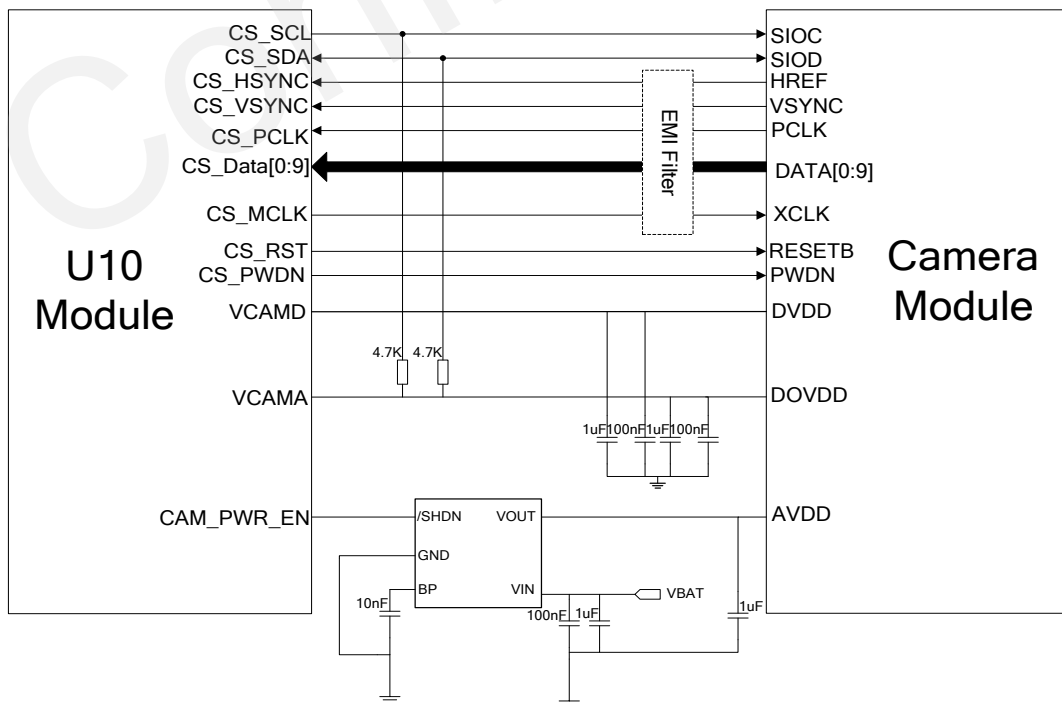 CS_SCL
SIOC
CS_SDA
SIOD
CS_HSYNC
HREF
CS_VSYNC
VSYNC
CS_PCLK
PCLK
CS_Data[0:9]
DATA[0:9]
EMI Filter
CS_MCLK
XCLK
CS_RST
RESETB
CS_PWDN
PWDN
U10
Module
Camera
Module
VCAMD
DVDD
4.7K 4.7K
VCAMA
DOVDD
1uF 100nF 1uF 100nF
CAM_PWR_EN
/SHDN
VOUT
AVDD
GND
BP
VIN
VBAT
10nF
100nF
1uF
1uF